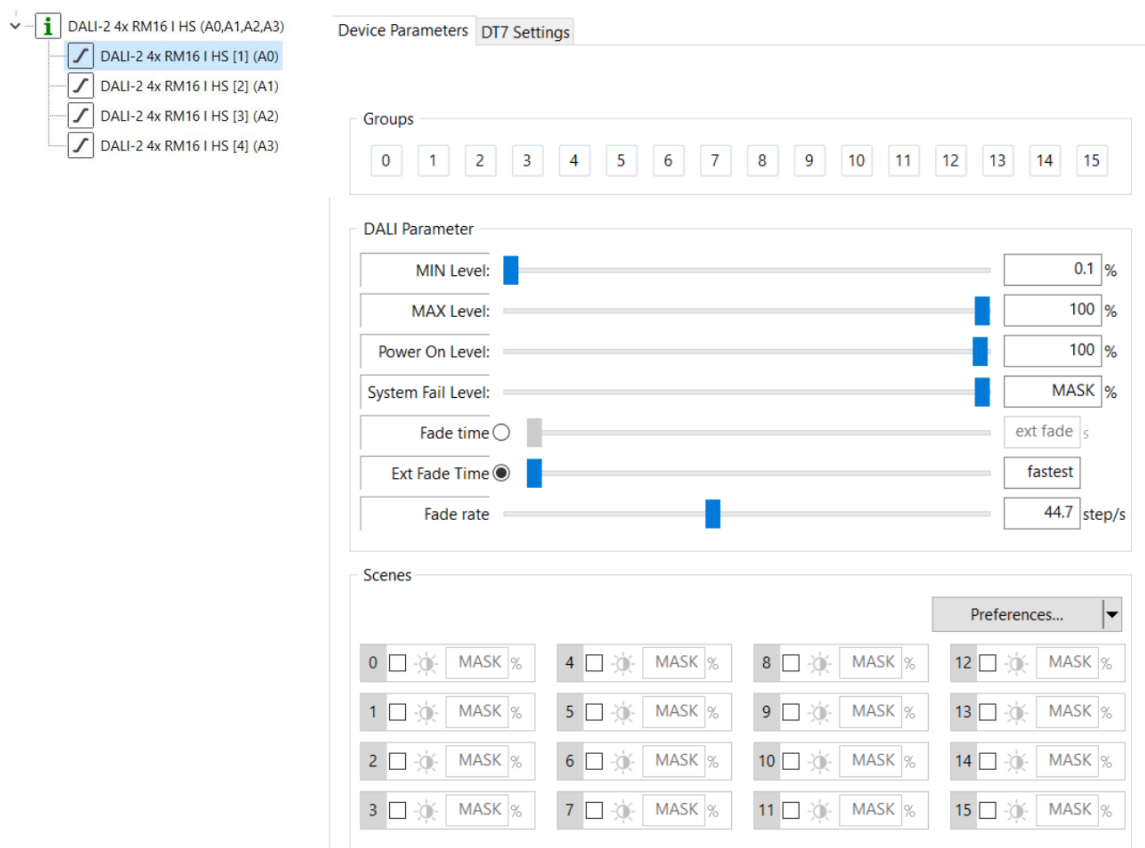 DALI-2 4x RM16 I HS (A0,A1,A2,A3)
DALI-2 4x RM16 I HS [1] (A0)
DALI-2 4x RM16 I HS [2] (A1)
DALI-2 4x RM16 I HS [3] (A2)
DALI-2 4x RM16 I HS [4] (A3)
Device Parameters DT7 Settings
Groups
0 1 2 3 4 5 6 7 8 9 10 11 12 13 14 15
DALI Parameter
MIN Level: 0.1 %
MAX Level: 100 %
Power On Level: 100 %
System Fail Level: MASK %
Fade time ext fade s
Ext Fade Time fastest
Fade rate 44.7 step/s
Scenes
Preferences...
0 MASK % 4 MASK % 8 MASK % 12 MASK %
1 MASK % 5 MASK % 9 MASK % 13 MASK %
2 MASK % 6 MASK % 10 MASK % 14 MASK %
3 MASK % 7 MASK % 11 MASK % 15 MASK %